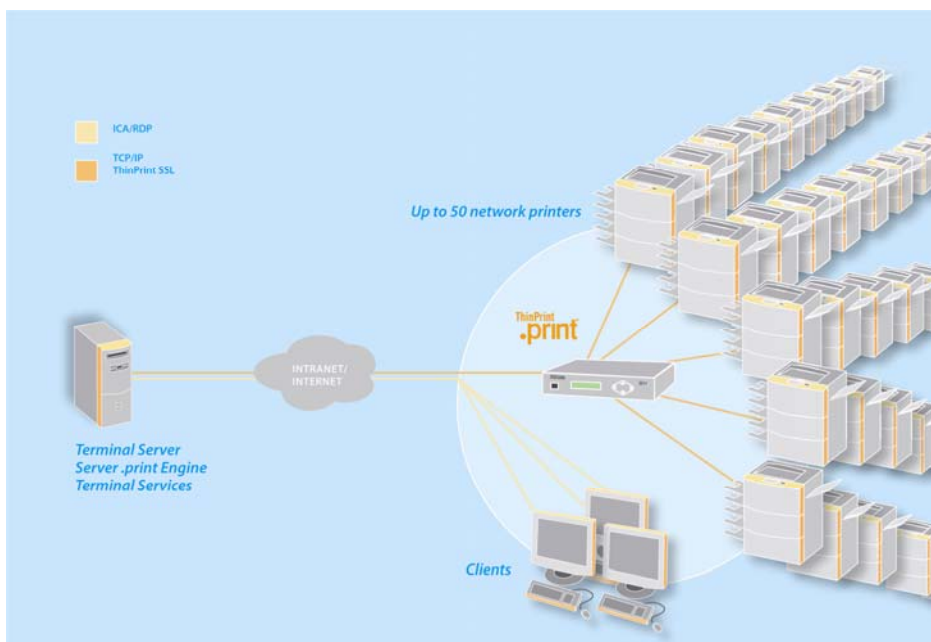 ICA/RDP
TCP/IP
ThinPrint SSL
Up to 50 network printers
ThinPrint
.print
INTRANET/
INTERNET
Terminal Server
Server .print Engine
Terminal Services
Clients